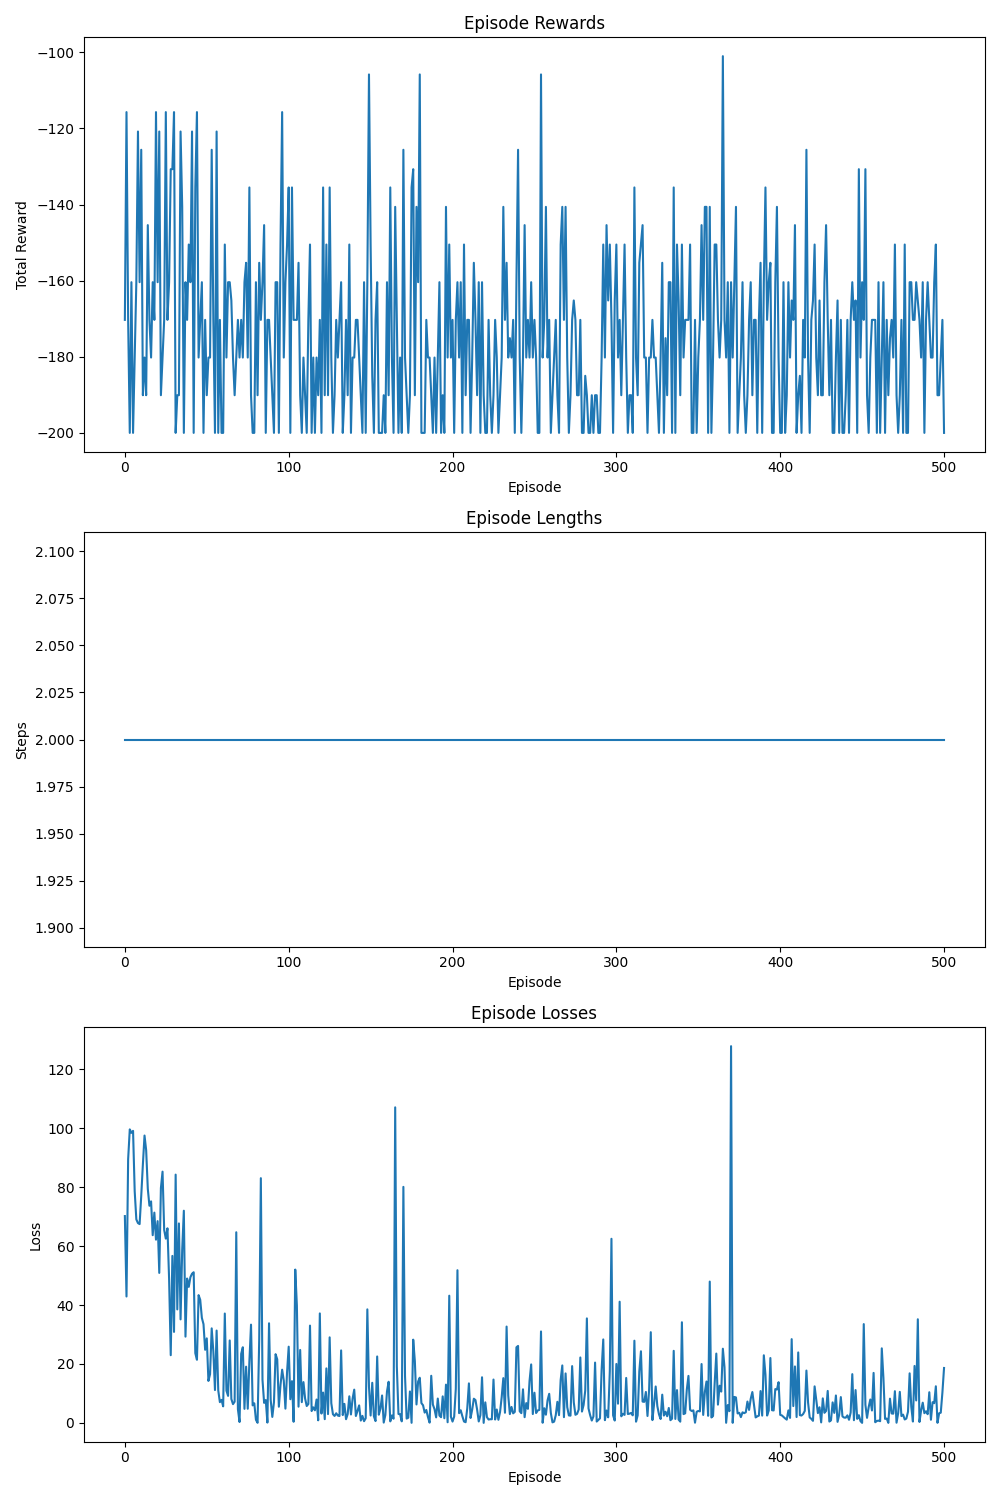 Episode Rewards
−100
−120
−140
−160
−180
−200
Total Reward
0 100 200 300 400 500
Episode
Episode Lengths
2.100
2.075
2.050
2.025
2.000
1.975
1.950
1.925
1.900
Steps
0 100 200 300 400 500
Episode
Episode Losses
120
100
80
60
40
20
0
Loss
0 100 200 300 400 500
Episode